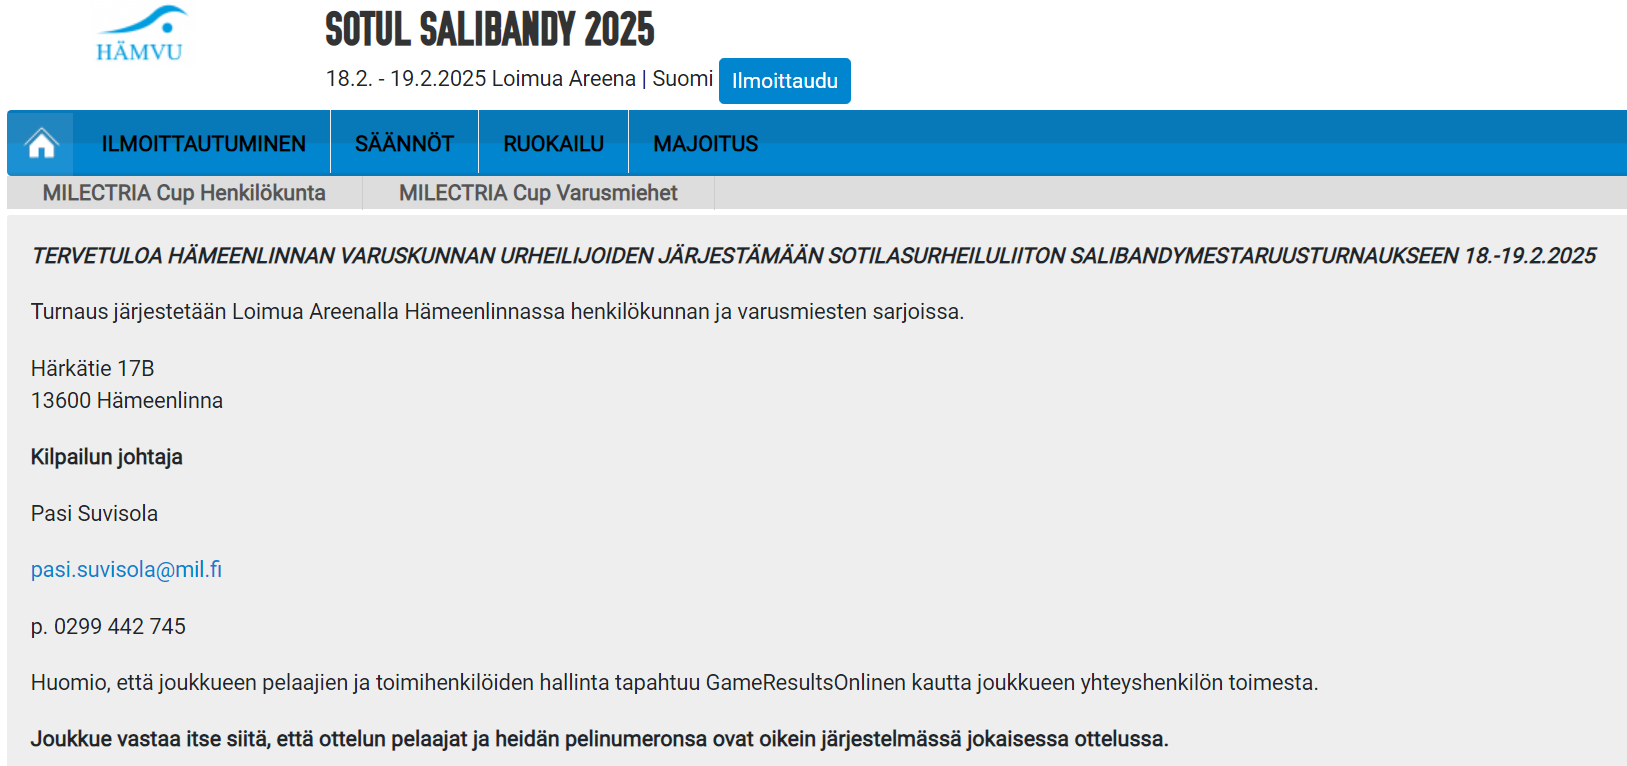 HÄMVU
SOTUL SALIBANDY 2025
18.2. - 19.2.2025 Loimua Areena | Suomi Ilmoittaudu
ILMOITTAUTUMINEN SÄÄNNÖT RUOKAILU MAJOITUS
MILECTRIA Cup Henkilökunta MILECTRIA Cup Varusmiehet
TERVETULOA HÄMEENLINNAN VARUSKUNNAN URHEILIJOIDEN JÄRJESTÄMÄÄN SOTILASURHEILULIITON SALIBANDYMESTARUUSTURNAUKSEEN 18.-19.2.2025
Turnaus järjestetään Loimua Areenalla Hämeenlinnassa henkilökunnan ja varusmiesten sarjoissa.
Härkätie 17B
13600 Hämeenlinna
Kilpailun johtaja
Pasi Suvisola
pasi.suvisola@mil.fi
p. 0299 442 745
Huomio, että joukkueen pelaajien ja toimihenkilöiden hallinta tapahtuu GameResultsOnlinen kautta joukkueen yhteyshenkilön toimesta.
Joukkue vastaa itse siitä, että ottelun pelaajat ja heidän pelinumeronsa ovat oikein järjestelmässä jokaisessa ottelussa.